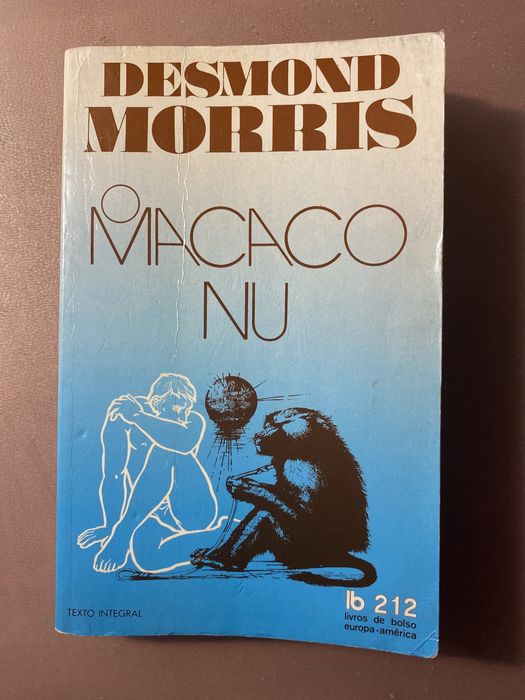 DESMOND
MORRIS
O
MACACO
NU
TEXTO INTEGRAL
lb 212
livros de bolso
europa-américa